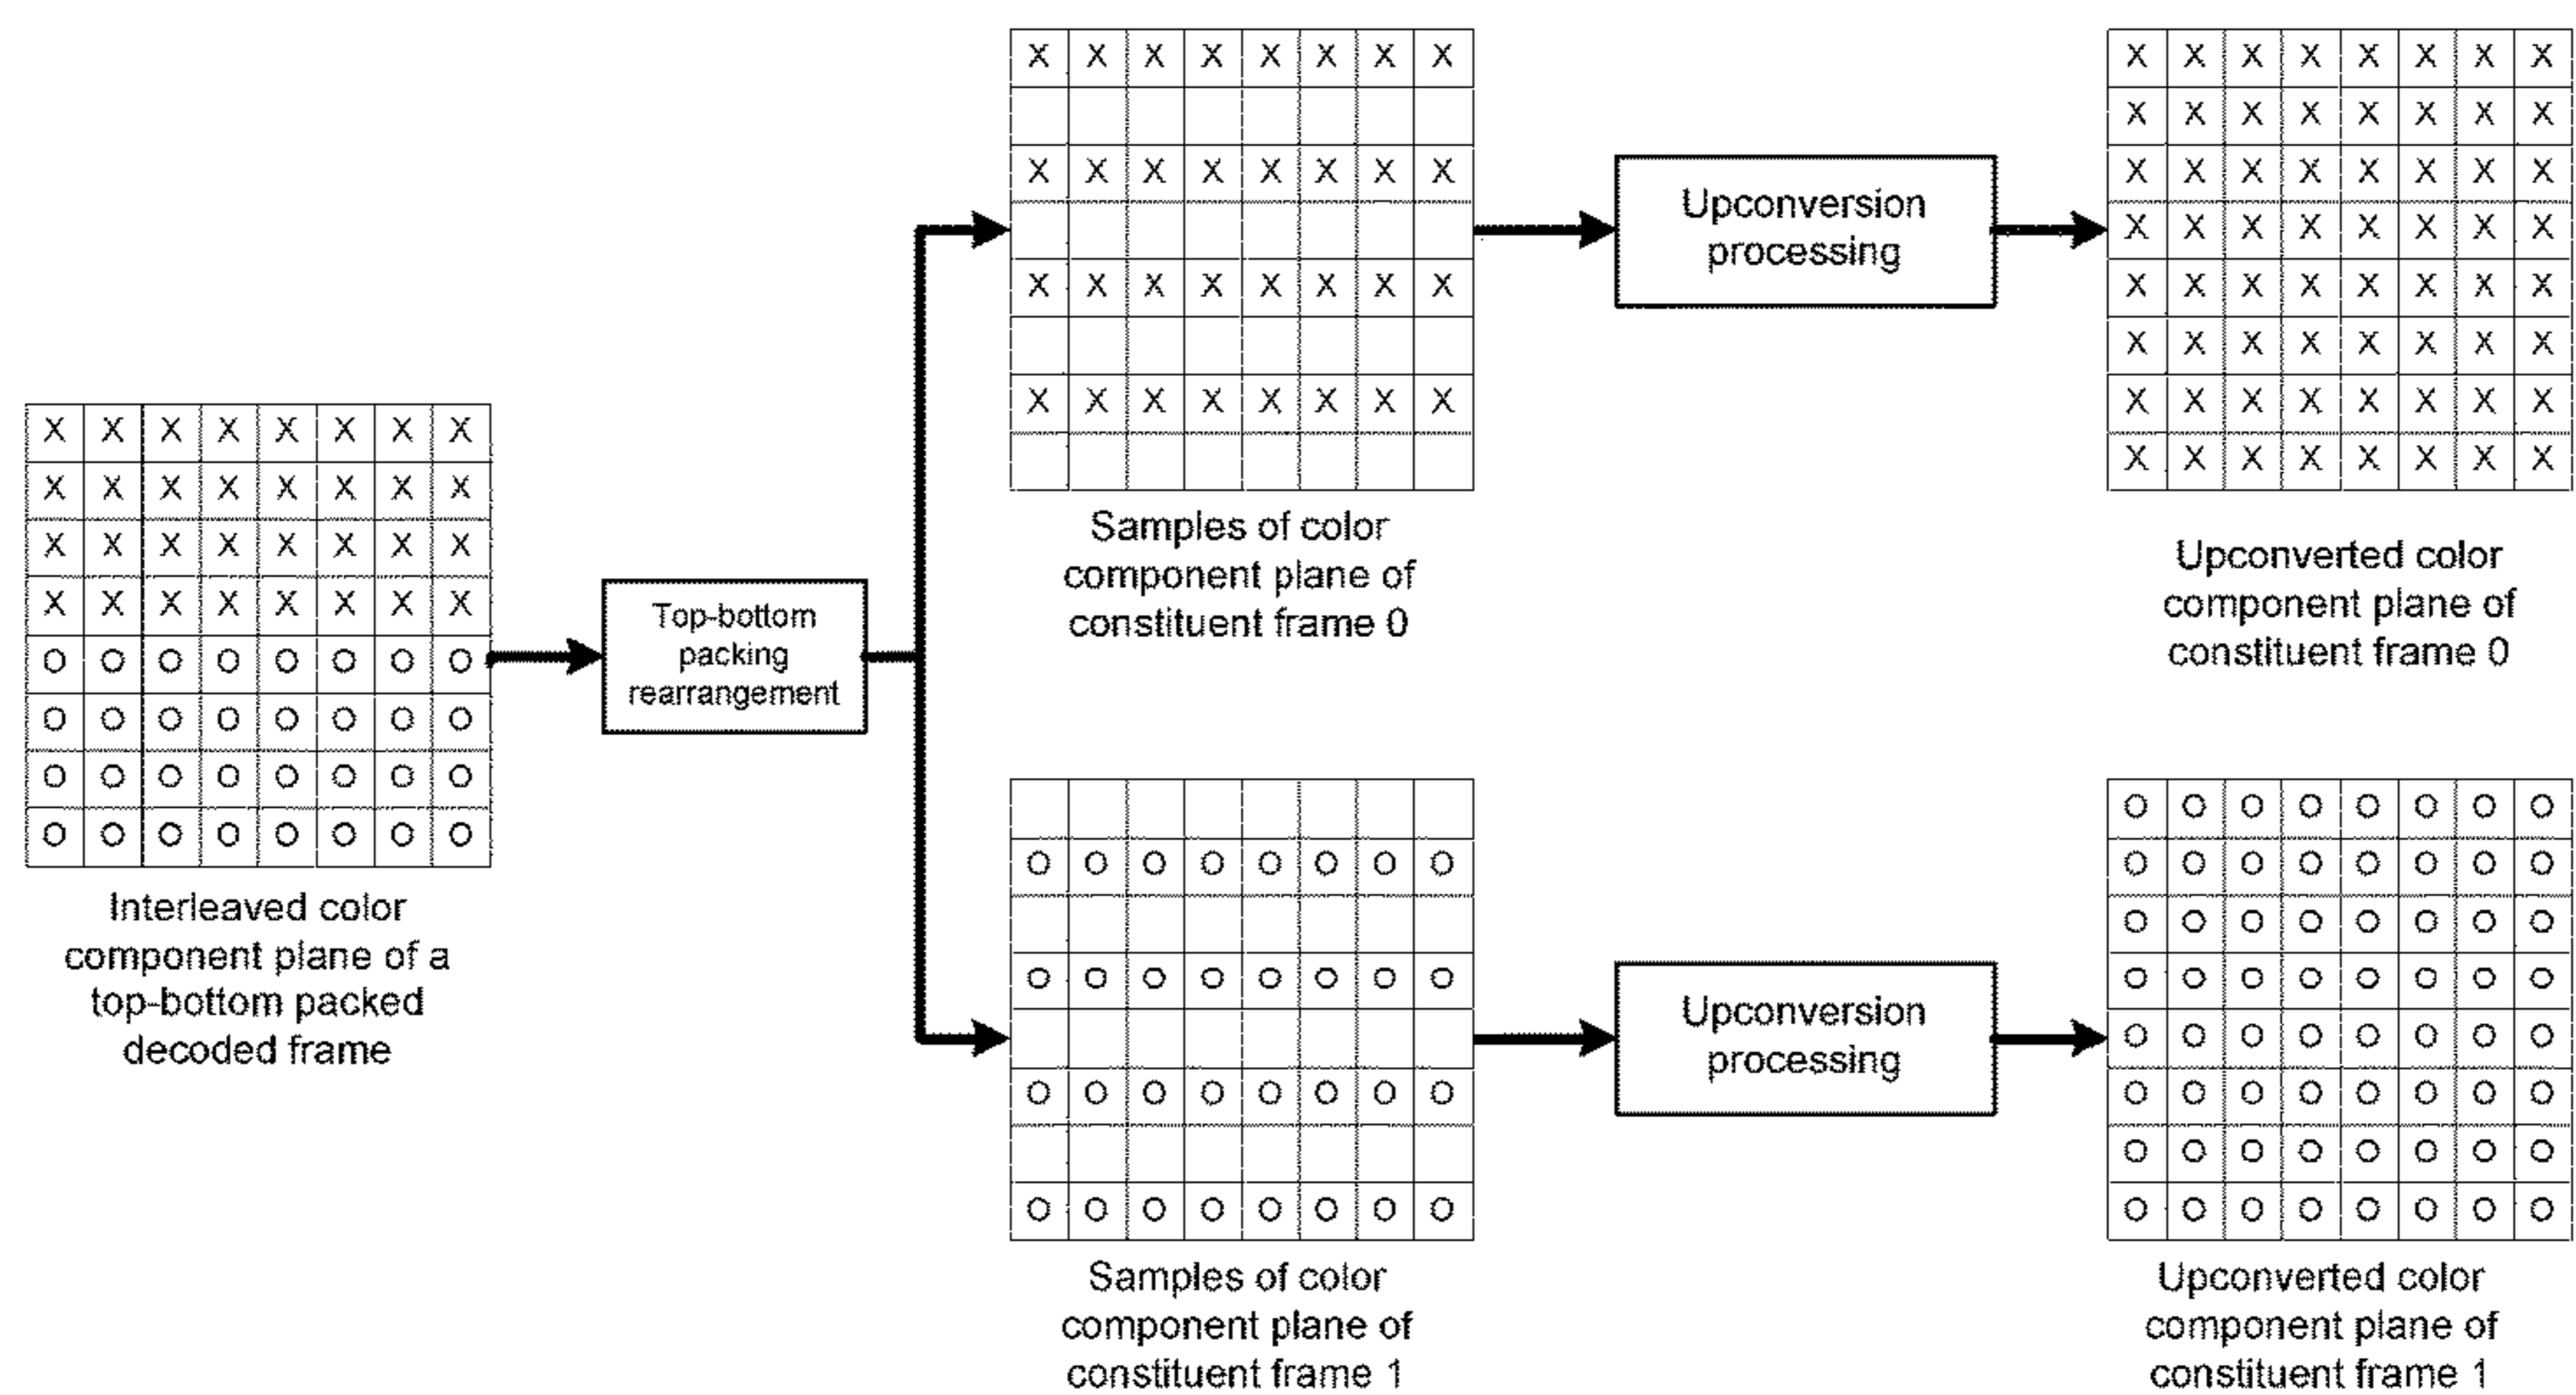 X X X X X X X X
X X X X X X X X
X X X X X X X X
X X X X X X X X
O O O O O O O O
O O O O O O O O
O O O O O O O O
O O O O O O O O
Interleaved color
component plane of a
top-bottom packed
decoded frame
Top-bottom
packing
rearrangement
X X X X X X X X
X X X X X X X X
X X X X X X X X
X X X X X X X X
Samples of color
component plane of
constituent frame 0
Upconversion
processing
X X X X X X X X
X X X X X X X X
X X X X X X X X
X X X X X X X X
X X X X X X X X
X X X X X X X X
X X X X X X X X
X X X X X X X X
Upconverted color
component plane of
constituent frame 0
O O O O O O O O
O O O O O O O O
O O O O O O O O
O O O O O O O O
Samples of color
component plane of
constituent frame 1
Upconversion
processing
O O O O O O O O
O O O O O O O O
O O O O O O O O
O O O O O O O O
O O O O O O O O
O O O O O O O O
O O O O O O O O
O O O O O O O O
Upconverted color
component plane of
constituent frame 1